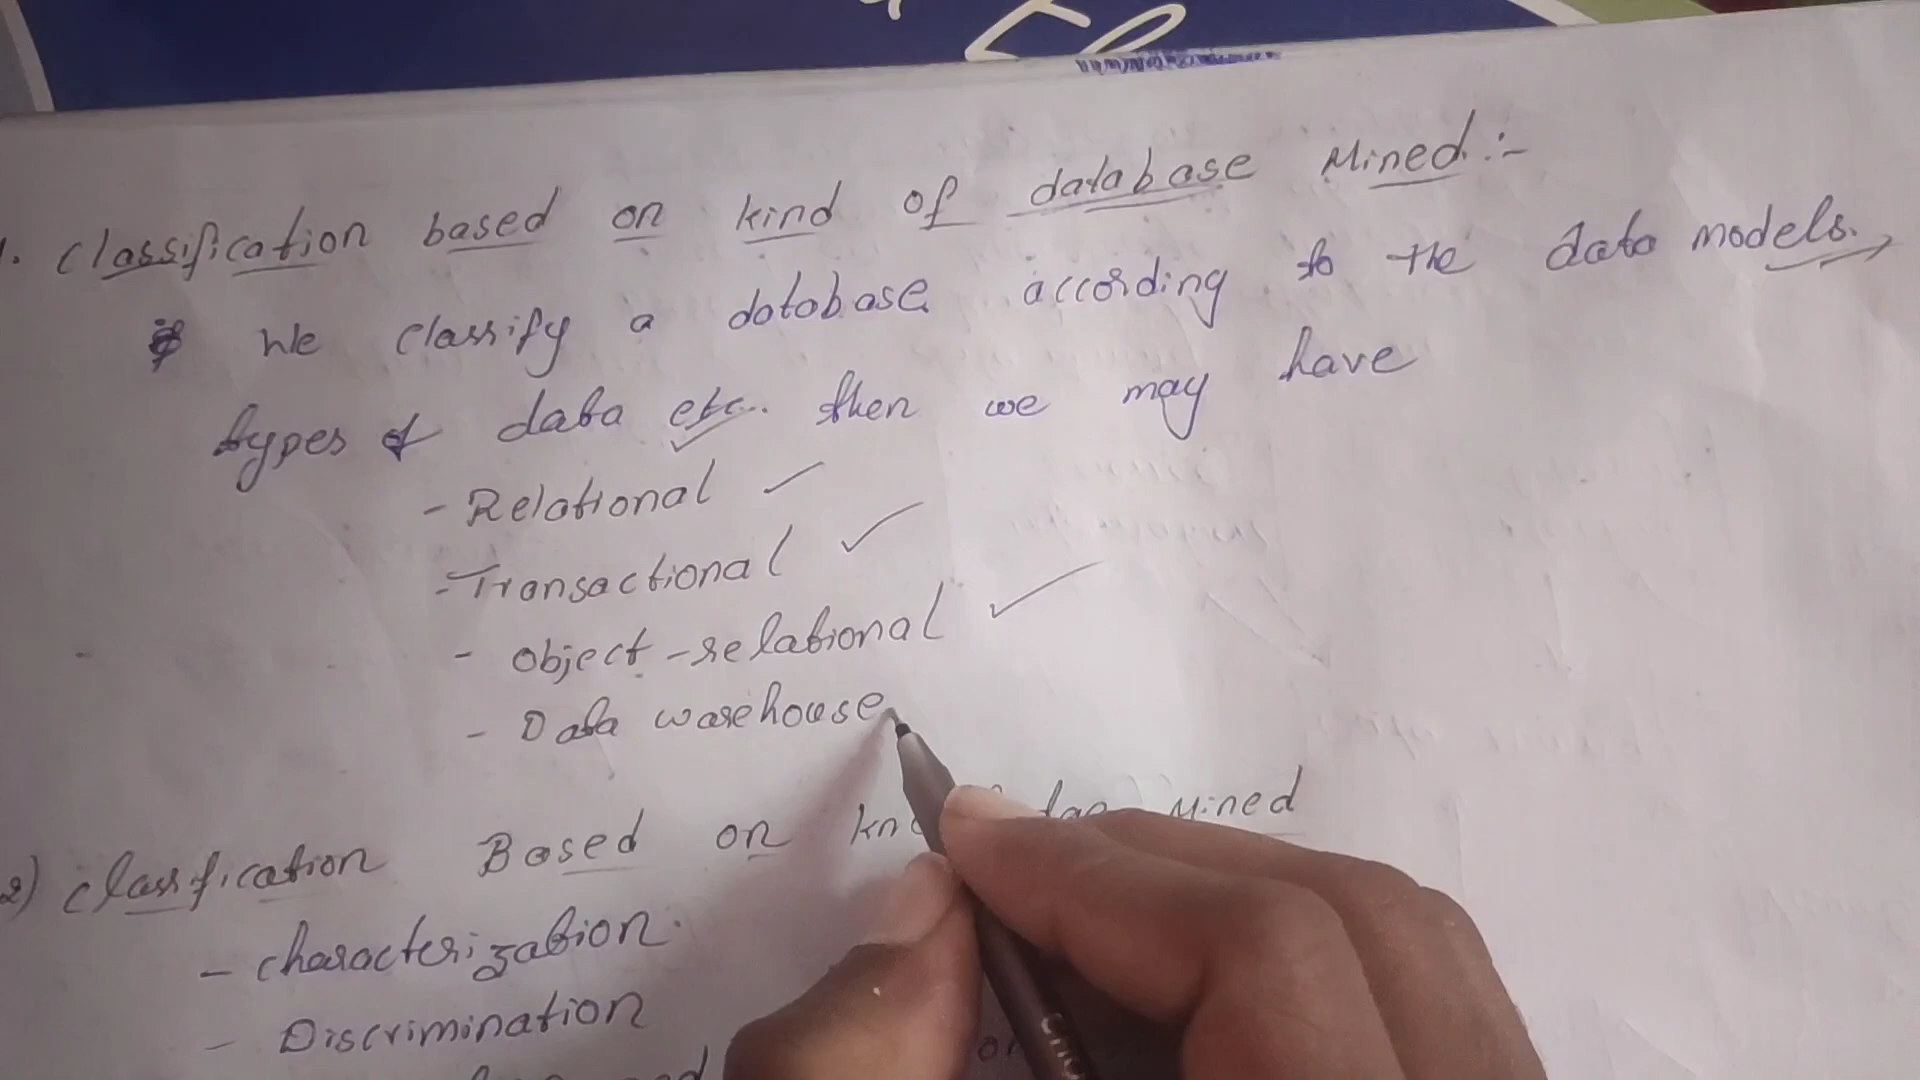 1. Classification based on kind of database Mined :-
if We classify a database according to the data models.,
types of data etc.. then we may have
- Relational
- Transactional
- Object-relational
- Data warehouse
2) Classification Based on Mined
- characterization.
- Discrimination